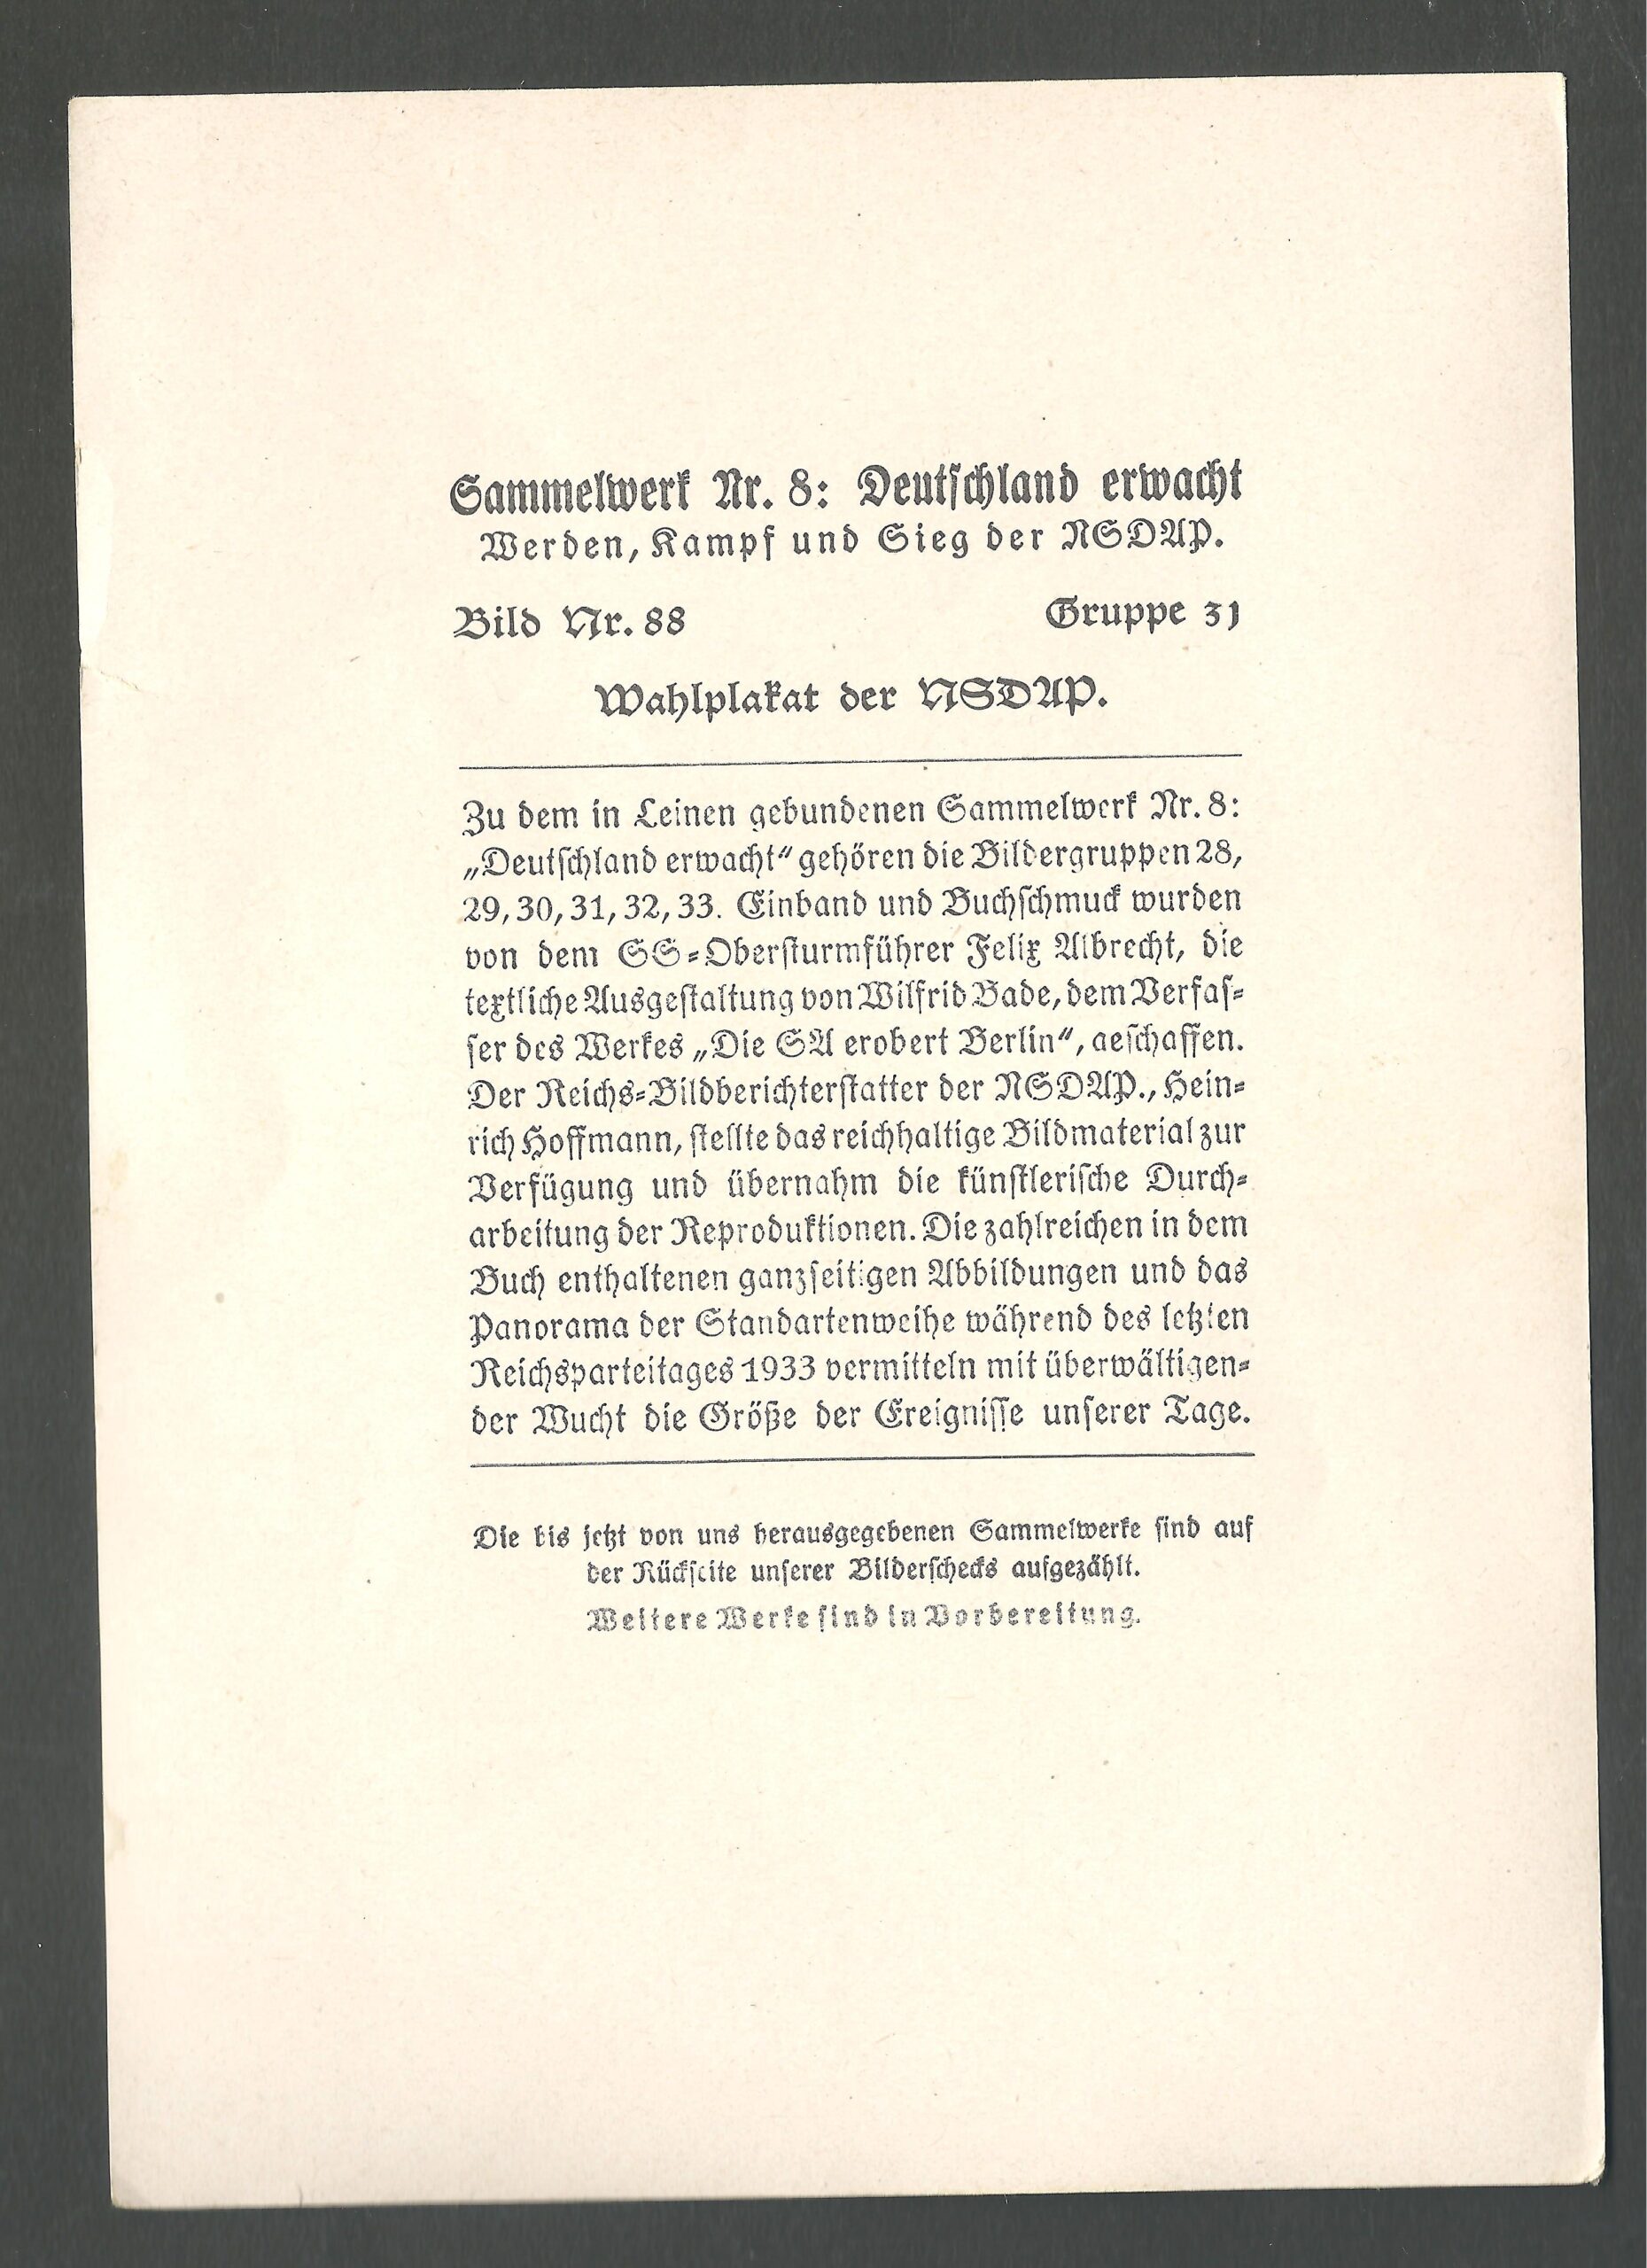 Sammelwerk Nr. 8: Deutschland erwacht
Werden, Kampf und Sieg der NSDAP.
Bild Nr. 88 Gruppe 31
Wahlplakat der NSDAP.
Zu dem in Leinen gebundenen Sammelwerk Nr. 8:
„Deutschland erwacht“ gehören die Bildergruppen 28,
29, 30, 31, 32, 33. Einband und Buchschmuck wurden
von dem SS-Obersturmführer Felix Albrecht, die
textliche Ausgestaltung von Wilfrid Bade, dem Verfas-
ser des Werkes „Die SA erobert Berlin“, geschaffen.
Der Reichs-Bildberichterstatter der NSDAP., Hein-
rich Hoffmann, stellte das reichhaltige Bildmaterial zur
Verfügung und übernahm die künstlerische Durch-
arbeitung der Reproduktionen. Die zahlreichen in dem
Buch enthaltenen ganzseitigen Abbildungen und das
Panorama der Standartenweihe während des letzten
Reichsparteitages 1933 vermitteln mit überwältigen-
der Wucht die Größe der Ereignisse unserer Tage.
Die bis jetzt von uns herausgegebenen Sammelwerke sind auf
der Rückseite unserer Bilderschecks aufgezählt.
Weitere Werke sind in Vorbereitung.